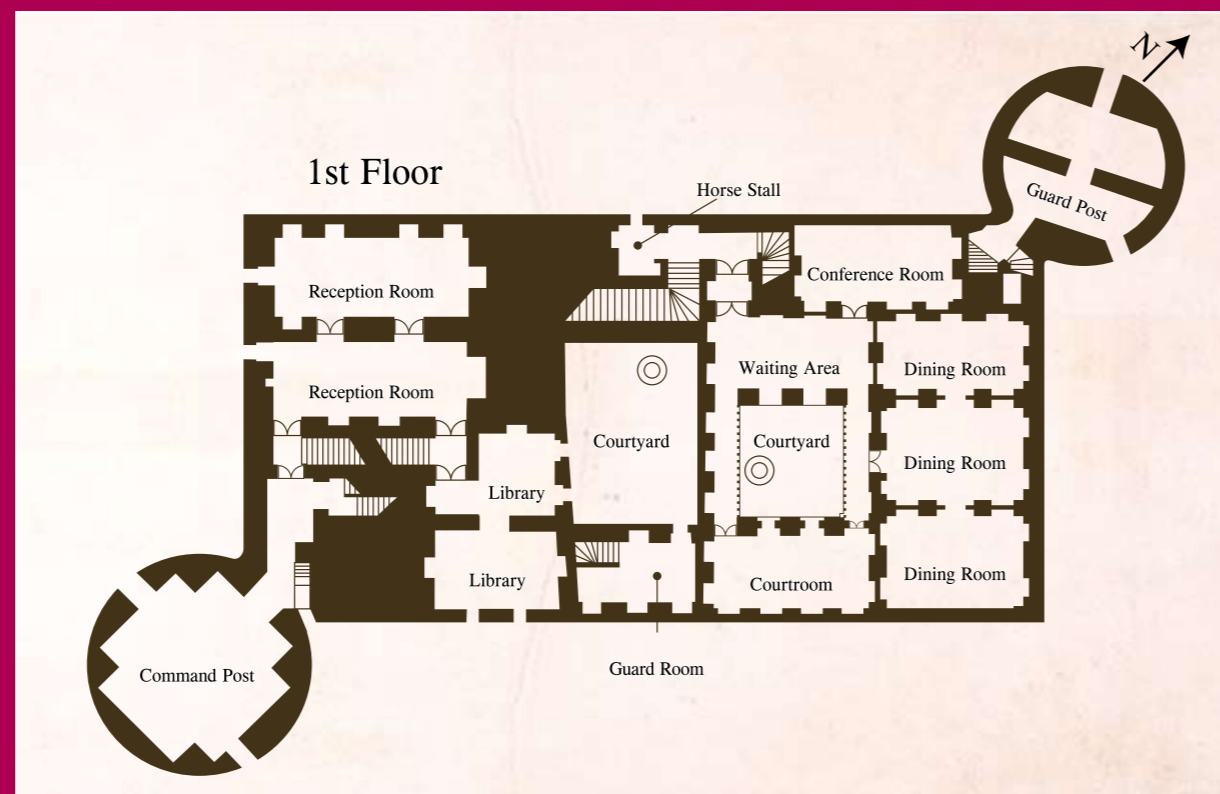 N
1st Floor
Horse Stall
Guard Post
Conference Room
Reception Room
Waiting Area
Dining Room
Reception Room
Courtyard
Courtyard
Dining Room
Library
Library
Courtroom
Dining Room
Guard Room
Command Post